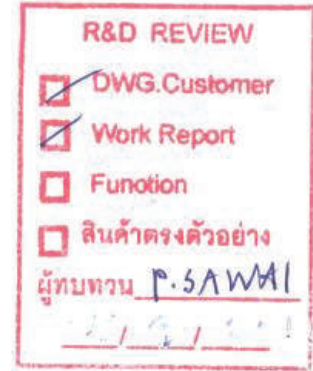 R&D REVIEW
DWG.Customer
Work Report
Function
สินค้าตรงตัวอย่าง
ผู้ทบทวน P.SAWAI